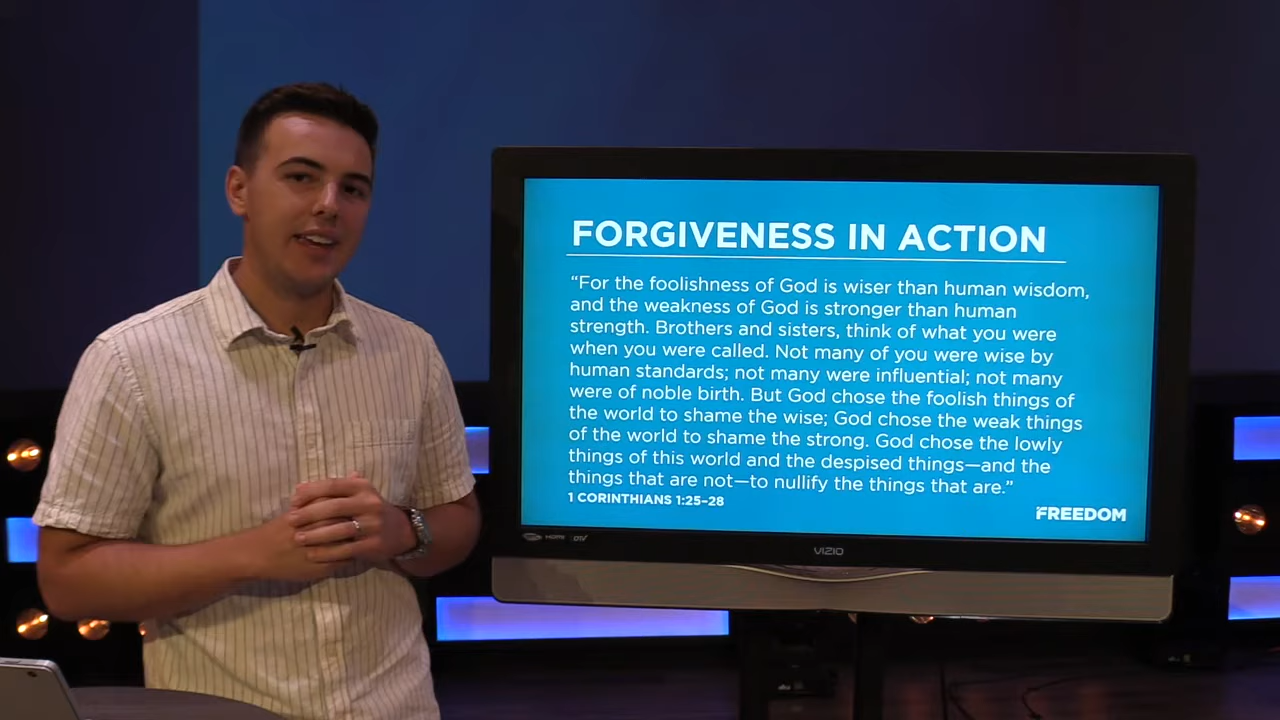 FORGIVENESS IN ACTION
“For the foolishness of God is wiser than human wisdom,
and the weakness of God is stronger than human
strength. Brothers and sisters, think of what you were
when you were called. Not many of you were wise by
human standards; not many were influential; not many
were of noble birth. But God chose the foolish things of
the world to shame the wise; God chose the weak things
of the world to shame the strong. God chose the lowly
things of this world and the despised things—and the
things that are not—to nullify the things that are.”
1 CORINTHIANS 1:25–28
FREEDOM
HDMI DTV
VIZIO